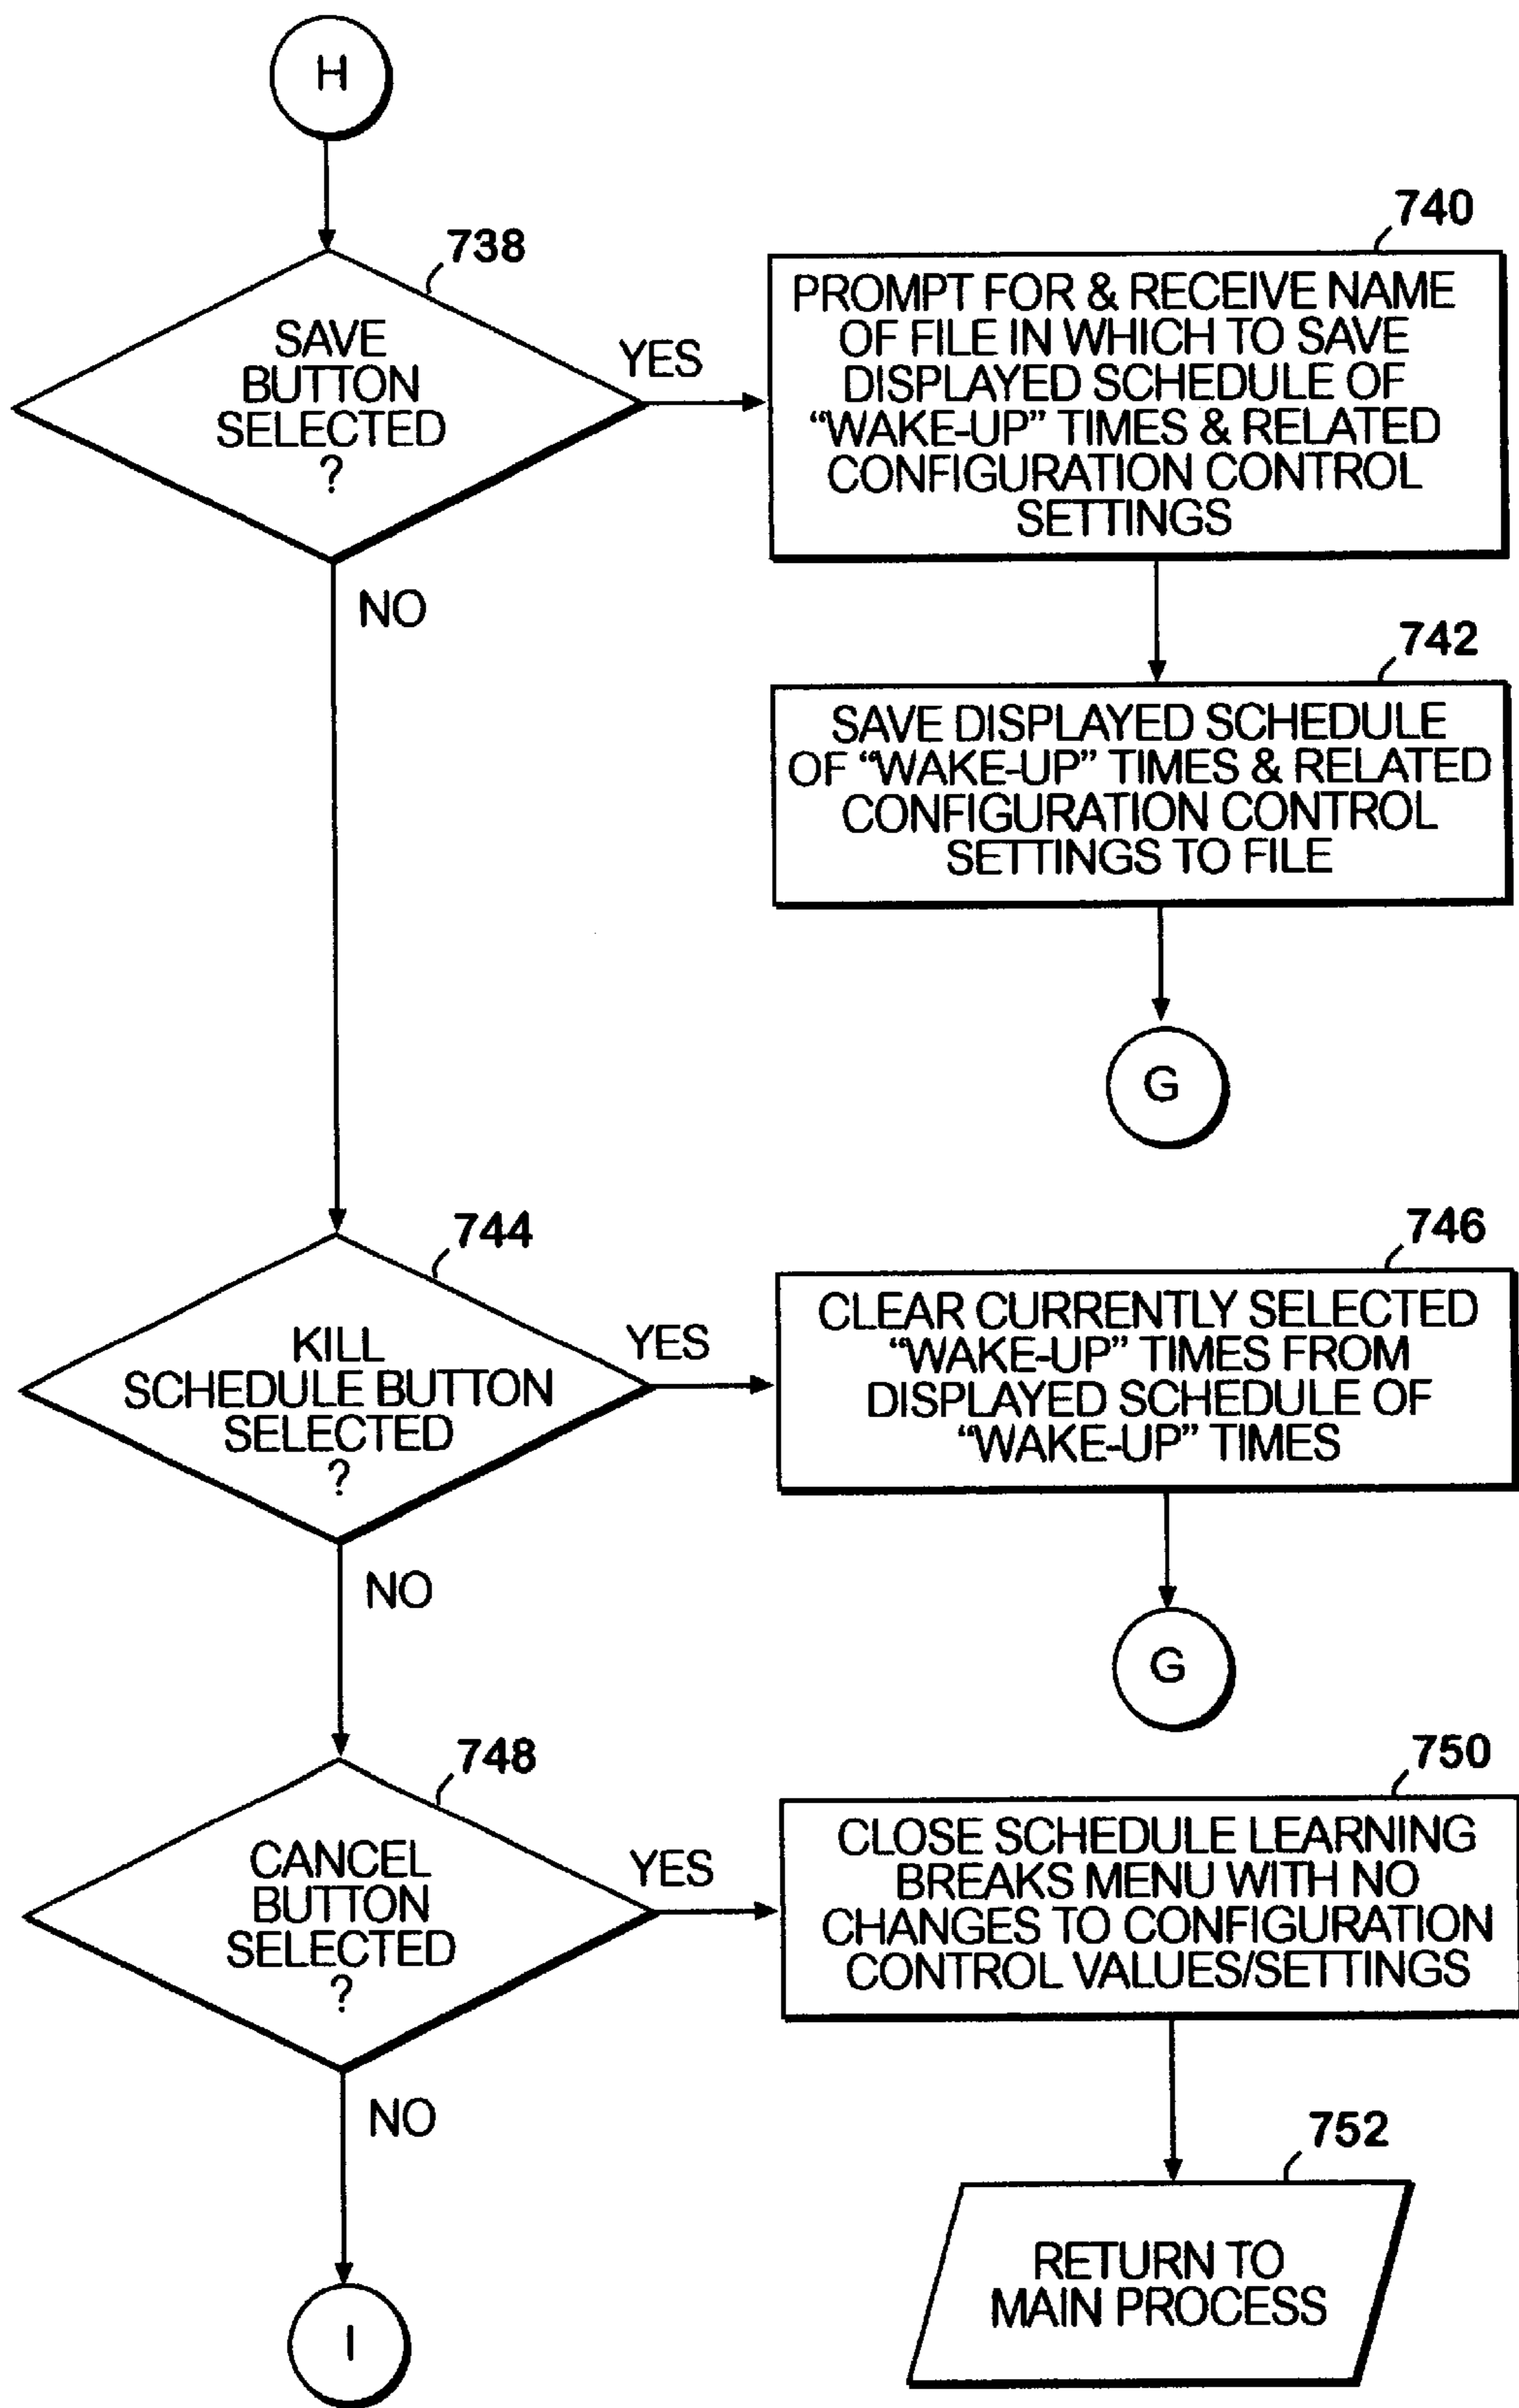 H
738
SAVE
BUTTON
SELECTED
?
YES
NO
740
PROMPT FOR & RECEIVE NAME
OF FILE IN WHICH TO SAVE
DISPLAYED SCHEDULE OF
“WAKE-UP” TIMES & RELATED
CONFIGURATION CONTROL
SETTINGS
742
SAVE DISPLAYED SCHEDULE
OF “WAKE-UP” TIMES & RELATED
CONFIGURATION CONTROL
SETTINGS TO FILE
G
744
KILL
SCHEDULE BUTTON
SELECTED
?
YES
NO
746
CLEAR CURRENTLY SELECTED
“WAKE-UP” TIMES FROM
DISPLAYED SCHEDULE OF
“WAKE-UP” TIMES
G
748
CANCEL
BUTTON
SELECTED
?
YES
NO
750
CLOSE SCHEDULE LEARNING
BREAKS MENU WITH NO
CHANGES TO CONFIGURATION
CONTROL VALUES/SETTINGS
752
RETURN TO
MAIN PROCESS
I